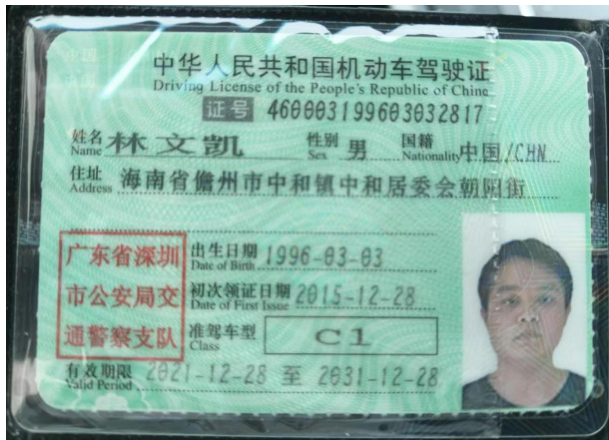 中华人民共和国机动车驾驶证
Driving License of the People's Republic of China
证号 460003199603032817
姓名 林文凯 性别 男 国籍 中国/CHN
Name Sex Nationality
住址 海南省儋州市中和镇中和居委会朝阳街
Address
广东省深圳
市公安局交
通警察支队
出生日期 1996-03-03
Date of Birth
初次领证日期 2015-12-28
Date of First Issue
准驾车型 C1
Class
有效期限 2021-12-28 至 2031-12-28
Valid Period